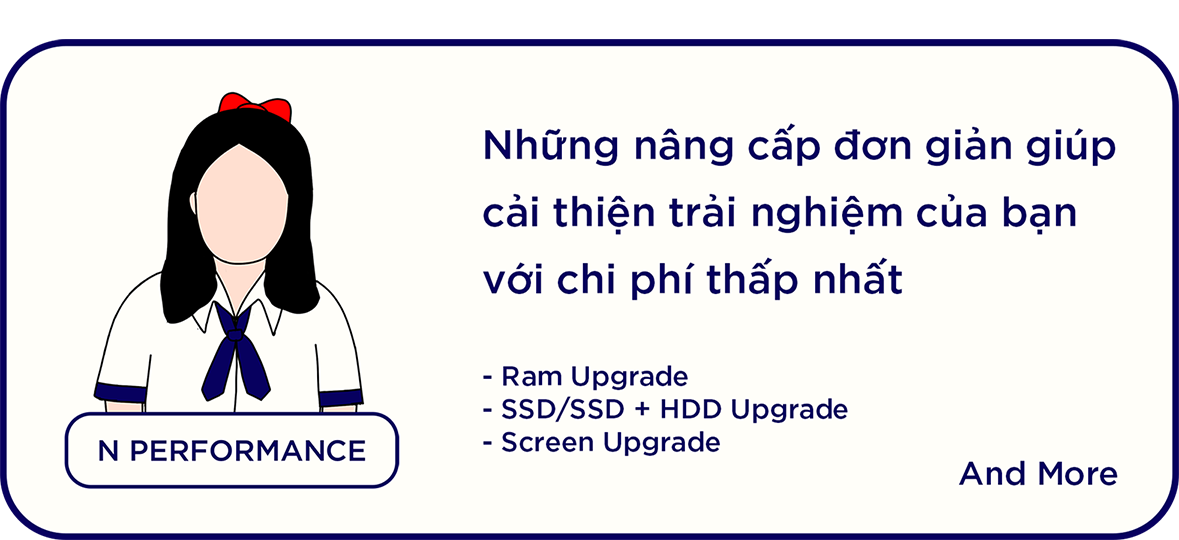 Những nâng cấp đơn giản giúp
cải thiện trải nghiệm của bạn
với chi phí thấp nhất
- Ram Upgrade
- SSD/SSD + HDD Upgrade
- Screen Upgrade
And More
N PERFORMANCE